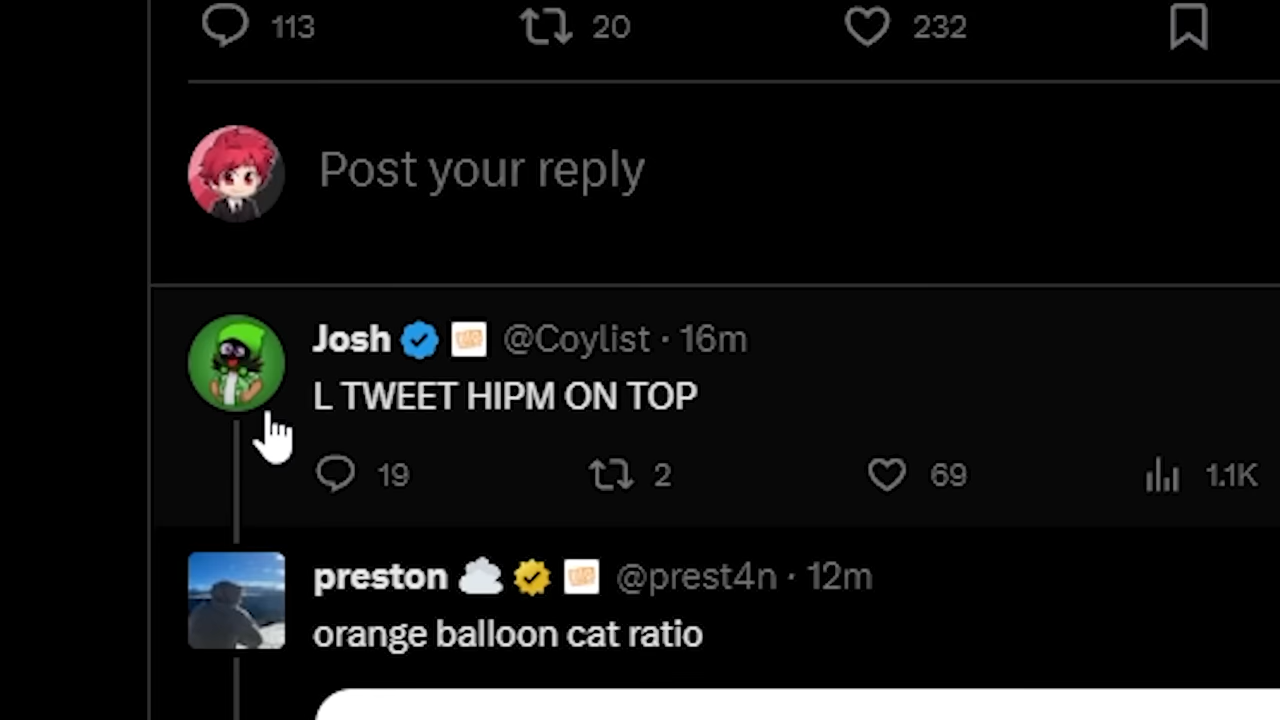 113 20 232
Post your reply
Josh @Coylist · 16m
L TWEET HIPM ON TOP
19 2 69 1.1K
preston @prest4n · 12m
orange balloon cat ratio